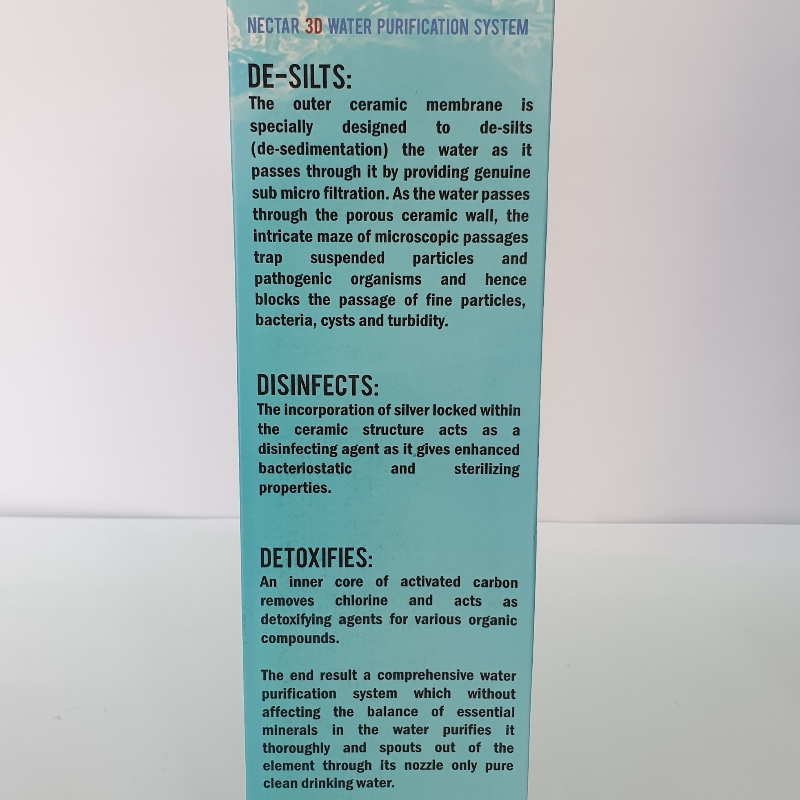 NECTAR 3D WATER PURIFICATION SYSTEM
DE-SILTS:
The outer ceramic membrane is
specially designed to de-silts
(de-sedimentation) the water as it
passes through it by providing genuine
sub micro filtration. As the water passes
through the porous ceramic wall, the
intricate maze of microscopic passages
trap suspended particles and
pathogenic organisms and hence
blocks the passage of fine particles,
bacteria, cysts and turbidity.
DISINFECTS:
The incorporation of silver locked within
the ceramic structure acts as a
disinfecting agent as it gives enhanced
bacteriostatic and sterilizing
properties.
DETOXIFIES:
An inner core of activated carbon
removes chlorine and acts as
detoxifying agents for various organic
compounds.
The end result a comprehensive water
purification system which without
affecting the balance of essential
minerals in the water purifies it
thoroughly and spouts out of the
element through its nozzle only pure
clean drinking water.